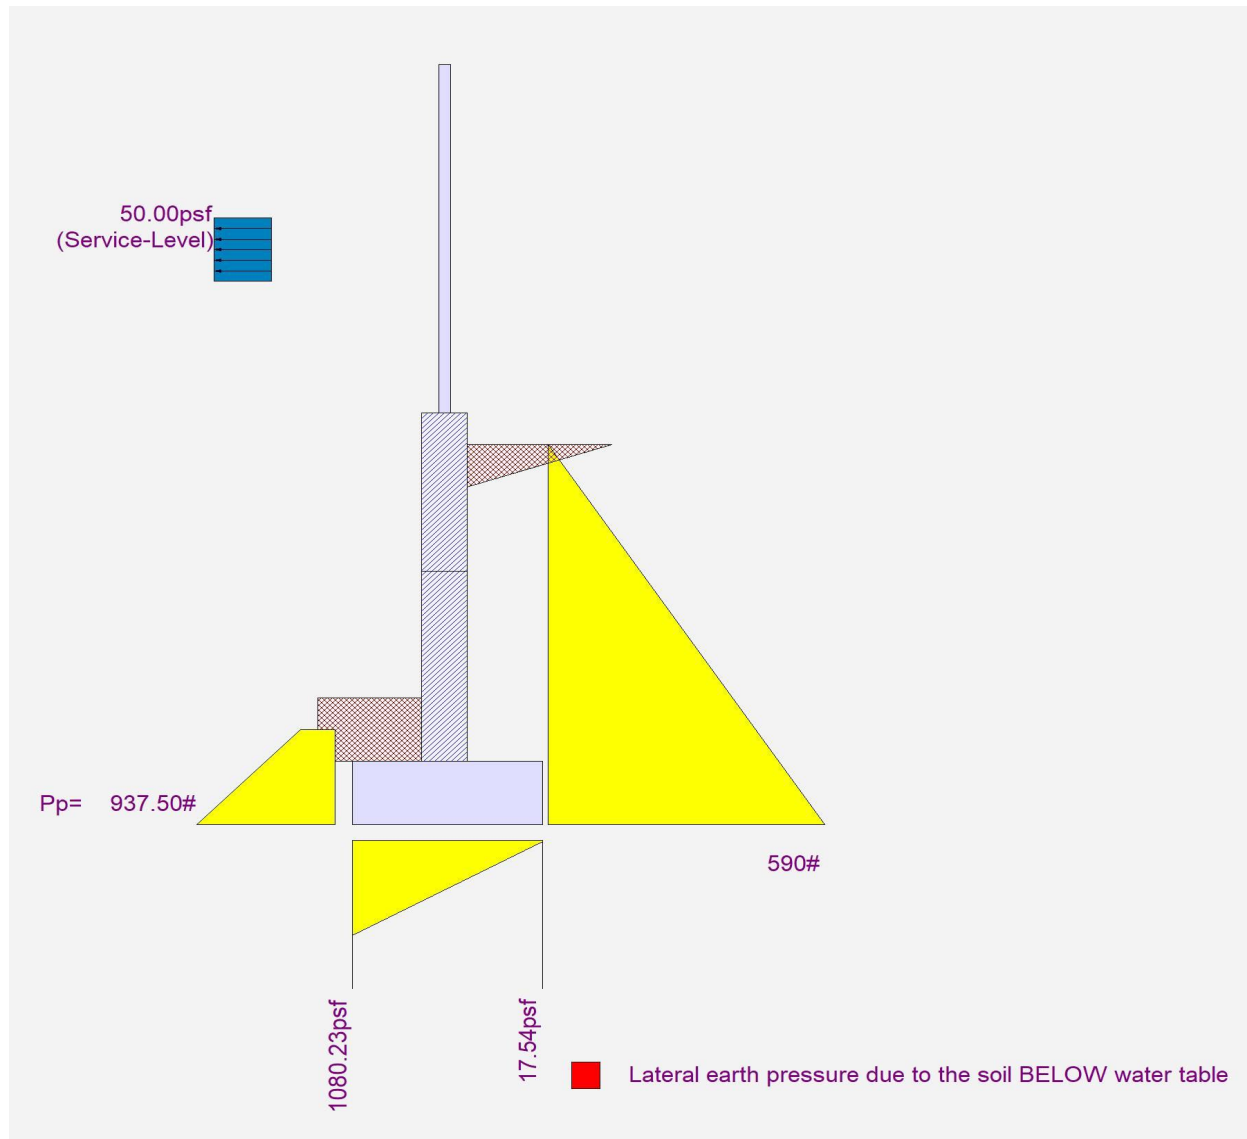 50.00psf
(Service-Level)
Pp= 937.50#
590#
1080.23psf
17.54psf
Lateral earth pressure due to the soil BELOW water table